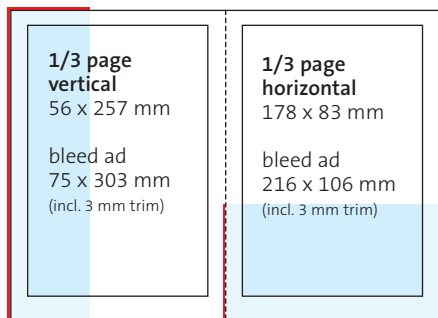 1/3 page
vertical
56 x 257 mm
bleed ad
75 x 303 mm
(incl. 3 mm trim)
1/3 page
horizontal
178 x 83 mm
bleed ad
216 x 106 mm
(incl. 3 mm trim)